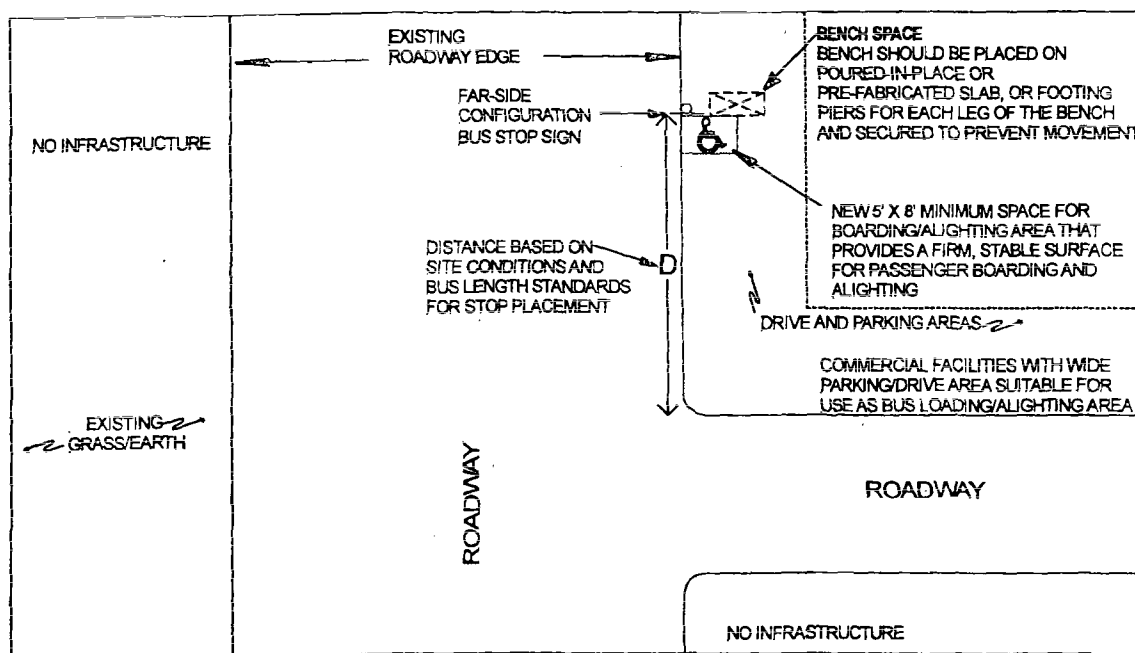 EXISTING
ROADWAY EDGE
BENCH SPACE
BENCH SHOULD BE PLACED ON
POURED-IN-PLACE OR
PRE-FABRICATED SLAB, OR FOOTING
PIERS FOR EACH LEG OF THE BENCH
AND SECURED TO PREVENT MOVEMENT
FAR-SIDE
CONFIGURATION
BUS STOP SIGN
NO INFRASTRUCTURE
NEW 5' X 8' MINIMUM SPACE FOR
BOARDING/ALIGHTING AREA THAT
PROVIDES A FIRM, STABLE SURFACE
FOR PASSENGER BOARDING AND
ALIGHTING
DISTANCE BASED ON
SITE CONDITIONS AND
BUS LENGTH STANDARDS
FOR STOP PLACEMENT
D
DRIVE AND PARKING AREAS
COMMERCIAL FACILITIES WITH WIDE
PARKING/DRIVE AREA SUITABLE FOR
USE AS BUS LOADING/ALIGHTING AREA
EXISTING
GRASS/EARTH
ROADWAY
ROADWAY
NO INFRASTRUCTURE